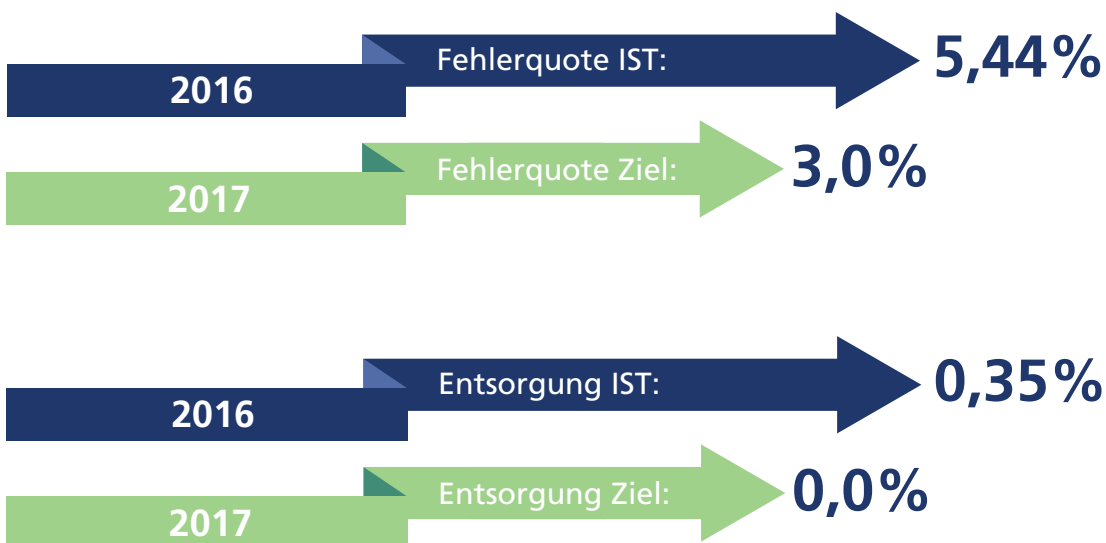 Fehlerquote IST: 5,44%
2016
Fehlerquote Ziel: 3,0%
2017
Entsorgung IST: 0,35%
2016
Entsorgung Ziel: 0,0%
2017